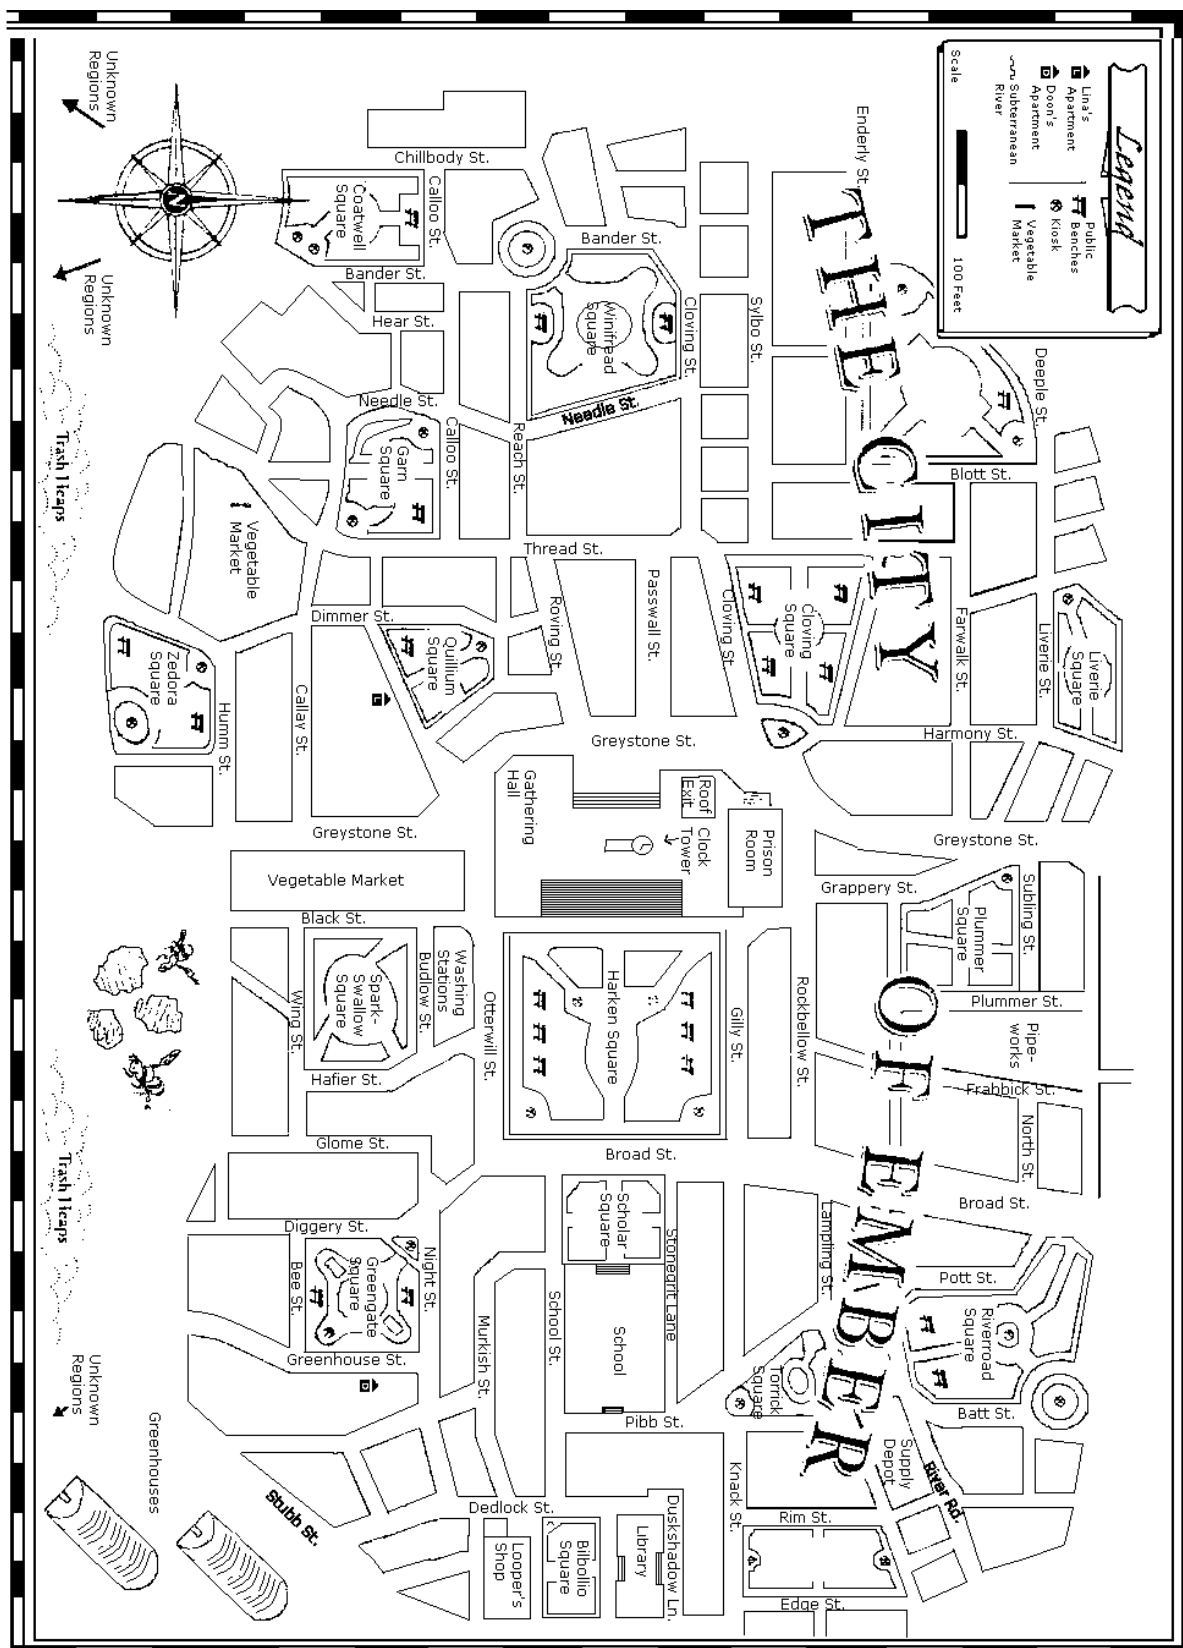 Legend
Lina's
Apartment
Doon's
Apartment
Subterranean
River
Public
Benches
Kiosk
Vegetable
Market
Scale
100 Feet
THE CITY OF EMBER
Unknown
Regions
N
Unknown
Regions
Chillbody St.
Calloo St.
Coatwell
Square
Bander St.
Hear St.
Needle St.
Enderly St.
Bander St.
Winifread
Square
Cloving St.
Sylbo St.
Needle St.
Deeple St.
Blott St.
Calloo St.
Reach St.
Garn
Square
Trash Heaps
Vegetable
Market
Thread St.
Dimmer St.
Roving St.
Passwall St.
Cloving St.
Cloving
Square
Farwalk St.
Liverie St.
Liverie
Square
Quillium
Square
L
Zedora
Square
Humm St.
Callay St.
Greystone St.
Harmony St.
Greystone St.
Gathering
Hall
Roof
Exit
Clock
Tower
Prison
Room
Greystone St.
Vegetable Market
Black St.
Grappery St.
Subling St.
Plummer
Square
Plummer St.
Pipe-
works
Frabbick St.
North St.
Wing St.
Spark-
Swallow
Square
Budlow St.
Washing
Stations
Otterwill St.
Harken Square
Gilly St.
Rockbellow St.
Hafier St.
Glome St.
Broad St.
Broad St.
Trash Heaps
Diggery St.
Bee St.
Greengate
Square
Night St.
Greenhouse St.
D
Murkish St.
School St.
Scholar
Square
School
Stonegrit Lane
Lampling St.
Pott St.
Riverroad
Square
Batt St.
Torrick
Square
Pibb St.
Supply
Depot
River Rd.
Unknown
Regions
Greenhouses
Stubb St.
Dedlock St.
Looper's
Shop
Bilbollio
Square
Library
Duskshadow Ln.
Knack St.
Rim St.
Edge St.